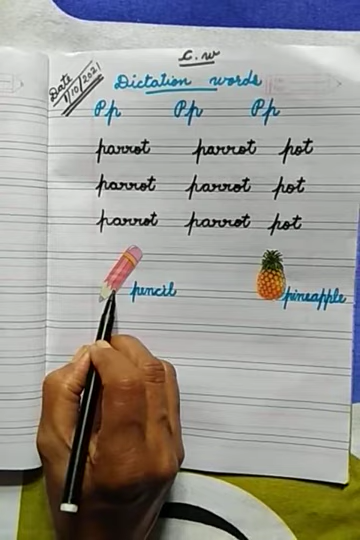 C.W
Date
1/10/2021
Dictation words
Pp Pp Pp
parrot parrot pot
parrot parrot pot
parrot parrot pot
pencil pineapple